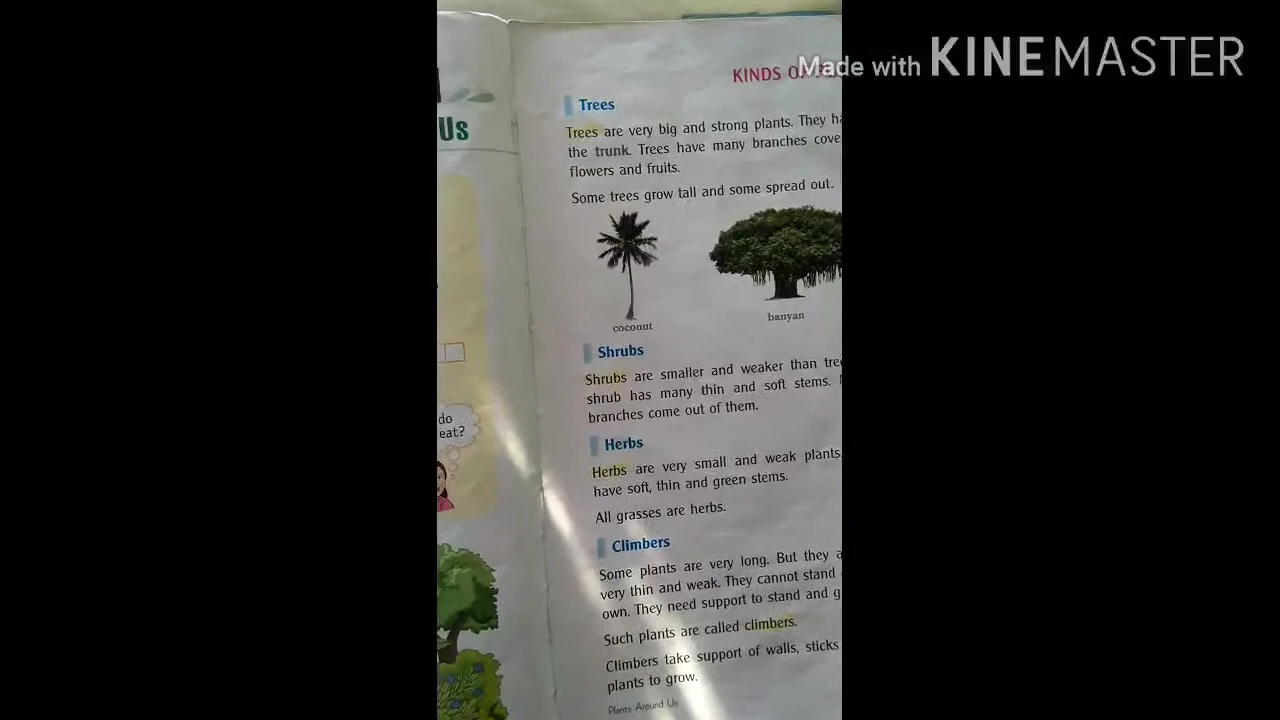 Made with KINEMASTER
Us
do
eat?
KINDS OF
Trees
Trees are very big and strong plants. They
the trunk. Trees have many branches
flowers and fruits.
Some trees grow tall and some spread out.
coconut
banyan
Shrubs
Shrubs are smaller and weaker than
shrub has many thin and soft stems.
branches come out of them.
Herbs
Herbs are very small and weak plants.
have soft, thin and green stems.
All grasses are herbs.
Climbers
Some plants are very long. But they
very thin and weak. They cannot stand
own. They need support to stand and
Such plants are called climbers.
Climbers take support of walls, sticks
plants to grow.
Plants Around Us